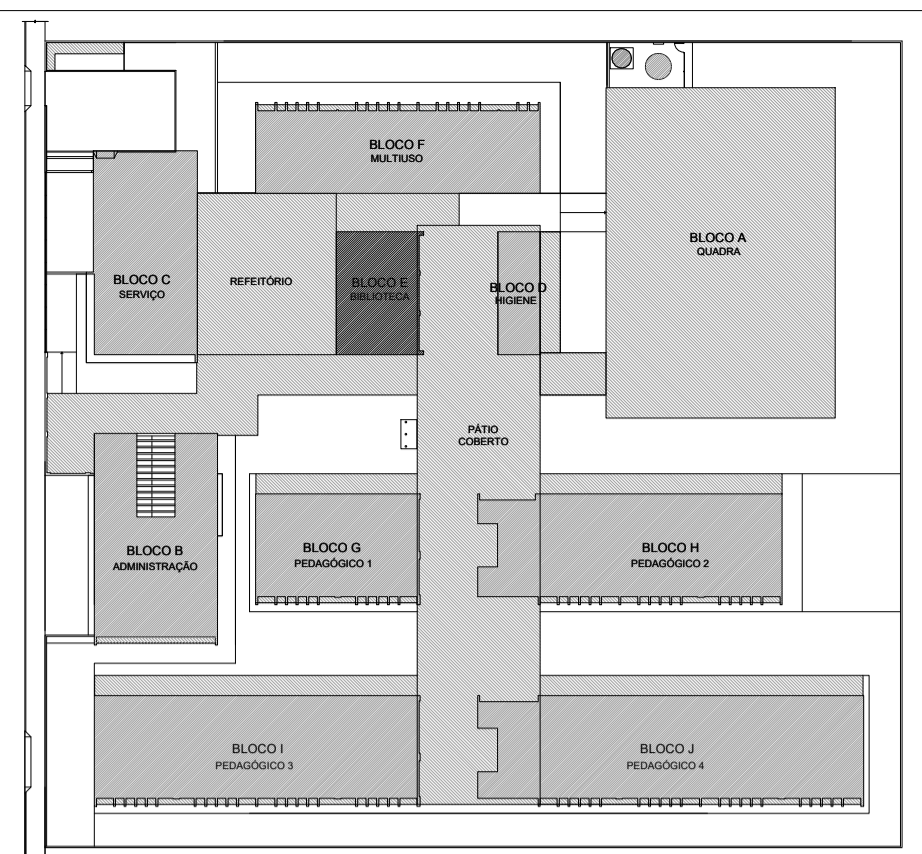 BLOCO F
MULTIUSO
BLOCO A
QUADRA
BLOCO C
SERVIÇO
REFEITÓRIO
BLOCO E
BIBLIOTECA
BLOCO D
HIGIENE
PÁTIO
COBERTO
BLOCO B
ADMINISTRAÇÃO
BLOCO G
PEDAGÓGICO 1
BLOCO H
PEDAGÓGICO 2
BLOCO I
PEDAGÓGICO 3
BLOCO J
PEDAGÓGICO 4